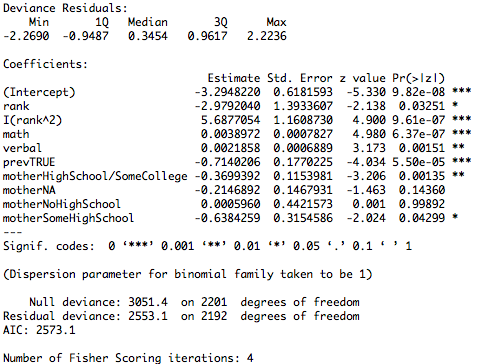 Deviance Residuals:
    Min      1Q  Median      3Q     Max
-2.2690 -0.9487  0.3454  0.9617  2.2236

Coefficients:
                               Estimate Std. Error z value Pr(>|z|)
(Intercept)                  -3.2948220  0.6181593  -5.330 9.82e-08 ***
rank                         -2.9792040  1.3933607  -2.138  0.03251 *
I(rank^2)                     5.6877054  1.1608730   4.900 9.61e-07 ***
math                          0.0038972  0.0007827   4.980 6.37e-07 ***
verbal                        0.0021858  0.0006889   3.173  0.00151 **
prevTRUE                     -0.7140206  0.1770225  -4.034 5.50e-05 ***
motherHighSchool/SomeCollege -0.3699392  0.1153981  -3.206  0.00135 **
motherNA                     -0.2146892  0.1467931  -1.463  0.14360
motherNoHighSchool            0.0005960  0.4421573   0.001  0.99892
motherSomeHighSchool         -0.6384259  0.3154586  -2.024  0.04299 *
---
Signif. codes:  0 ‘***’ 0.001 ‘**’ 0.01 ‘*’ 0.05 ‘.’ 0.1 ‘ ’ 1

(Dispersion parameter for binomial family taken to be 1)

    Null deviance: 3051.4  on 2201  degrees of freedom
Residual deviance: 2553.1  on 2192  degrees of freedom
AIC: 2573.1

Number of Fisher Scoring iterations: 4